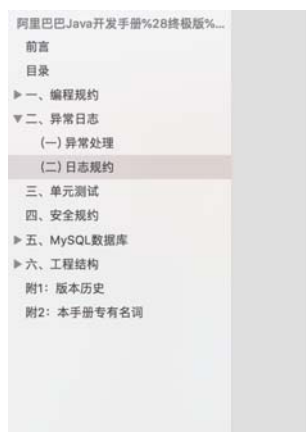 阿里巴巴Java开发手册%28终极版%...
前言
目录
一、编程规约
二、异常日志
(一) 异常处理
(二) 日志规约
三、单元测试
四、安全规约
五、MySQL数据库
六、工程结构
附1：版本历史
附2：本手册专有名词